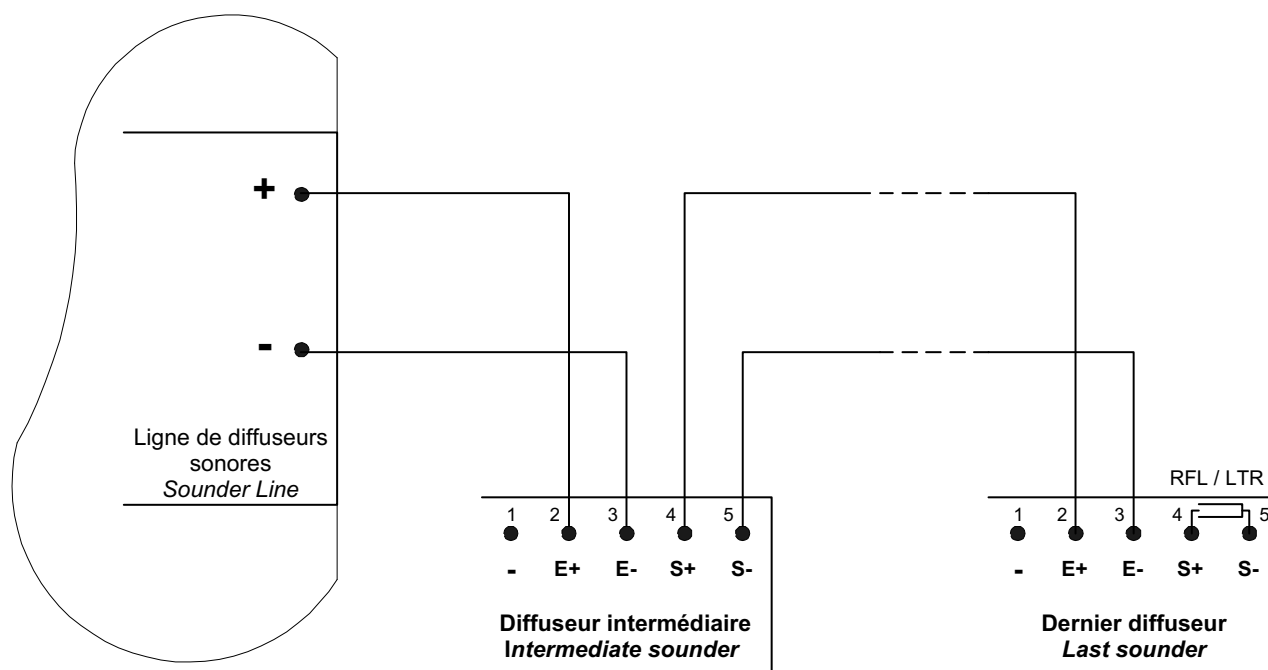 +
-
Ligne de diffuseurs
sonores
Sounder Line
RFL / LTR
1 2 3 4 5
- E+ E- S+ S-
Diffuseur intermédiaire
Intermediate sounder
1 2 3 4 5
- E+ E- S+ S-
Dernier diffuseur
Last sounder